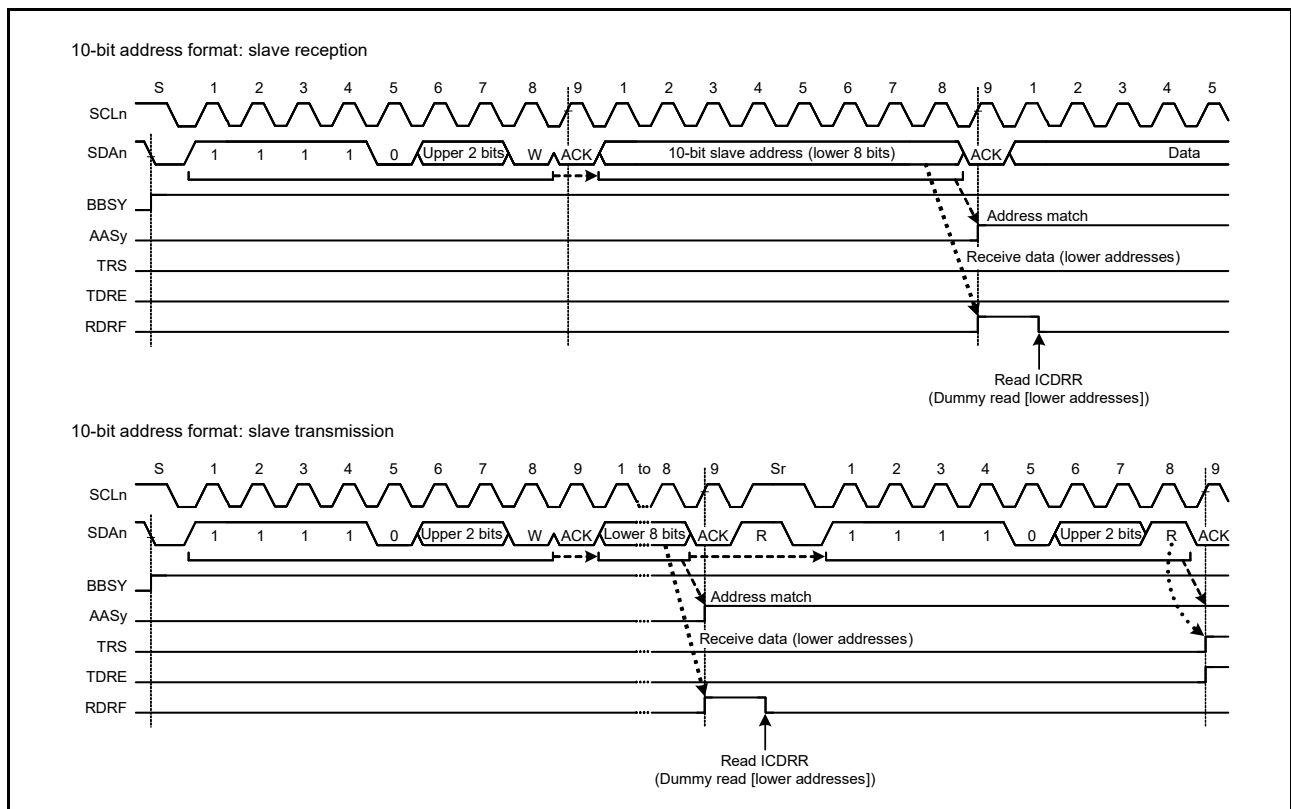 10-bit address format: slave reception
S 1 2 3 4 5 6 7 8 9 1 2 3 4 5 6 7 8 9 1 2 3 4 5
SCLn
SDAn 1 1 1 1 0 Upper 2 bits W ACK 10-bit slave address (lower 8 bits) ACK Data
BBSY
Address match
AASy
Receive data (lower addresses)
TRS
TDRE
RDRF
Read ICDRR
(Dummy read [lower addresses])
10-bit address format: slave transmission
S 1 2 3 4 5 6 7 8 9 1 to 8 9 Sr 1 2 3 4 5 6 7 8 9
SCLn
SDAn 1 1 1 1 0 Upper 2 bits W ACK Lower 8 bits ACK R 1 1 1 1 0 Upper 2 bits R ACK
BBSY
Address match
AASy
Receive data (lower addresses)
TRS
TDRE
RDRF
Read ICDRR
(Dummy read [lower addresses])